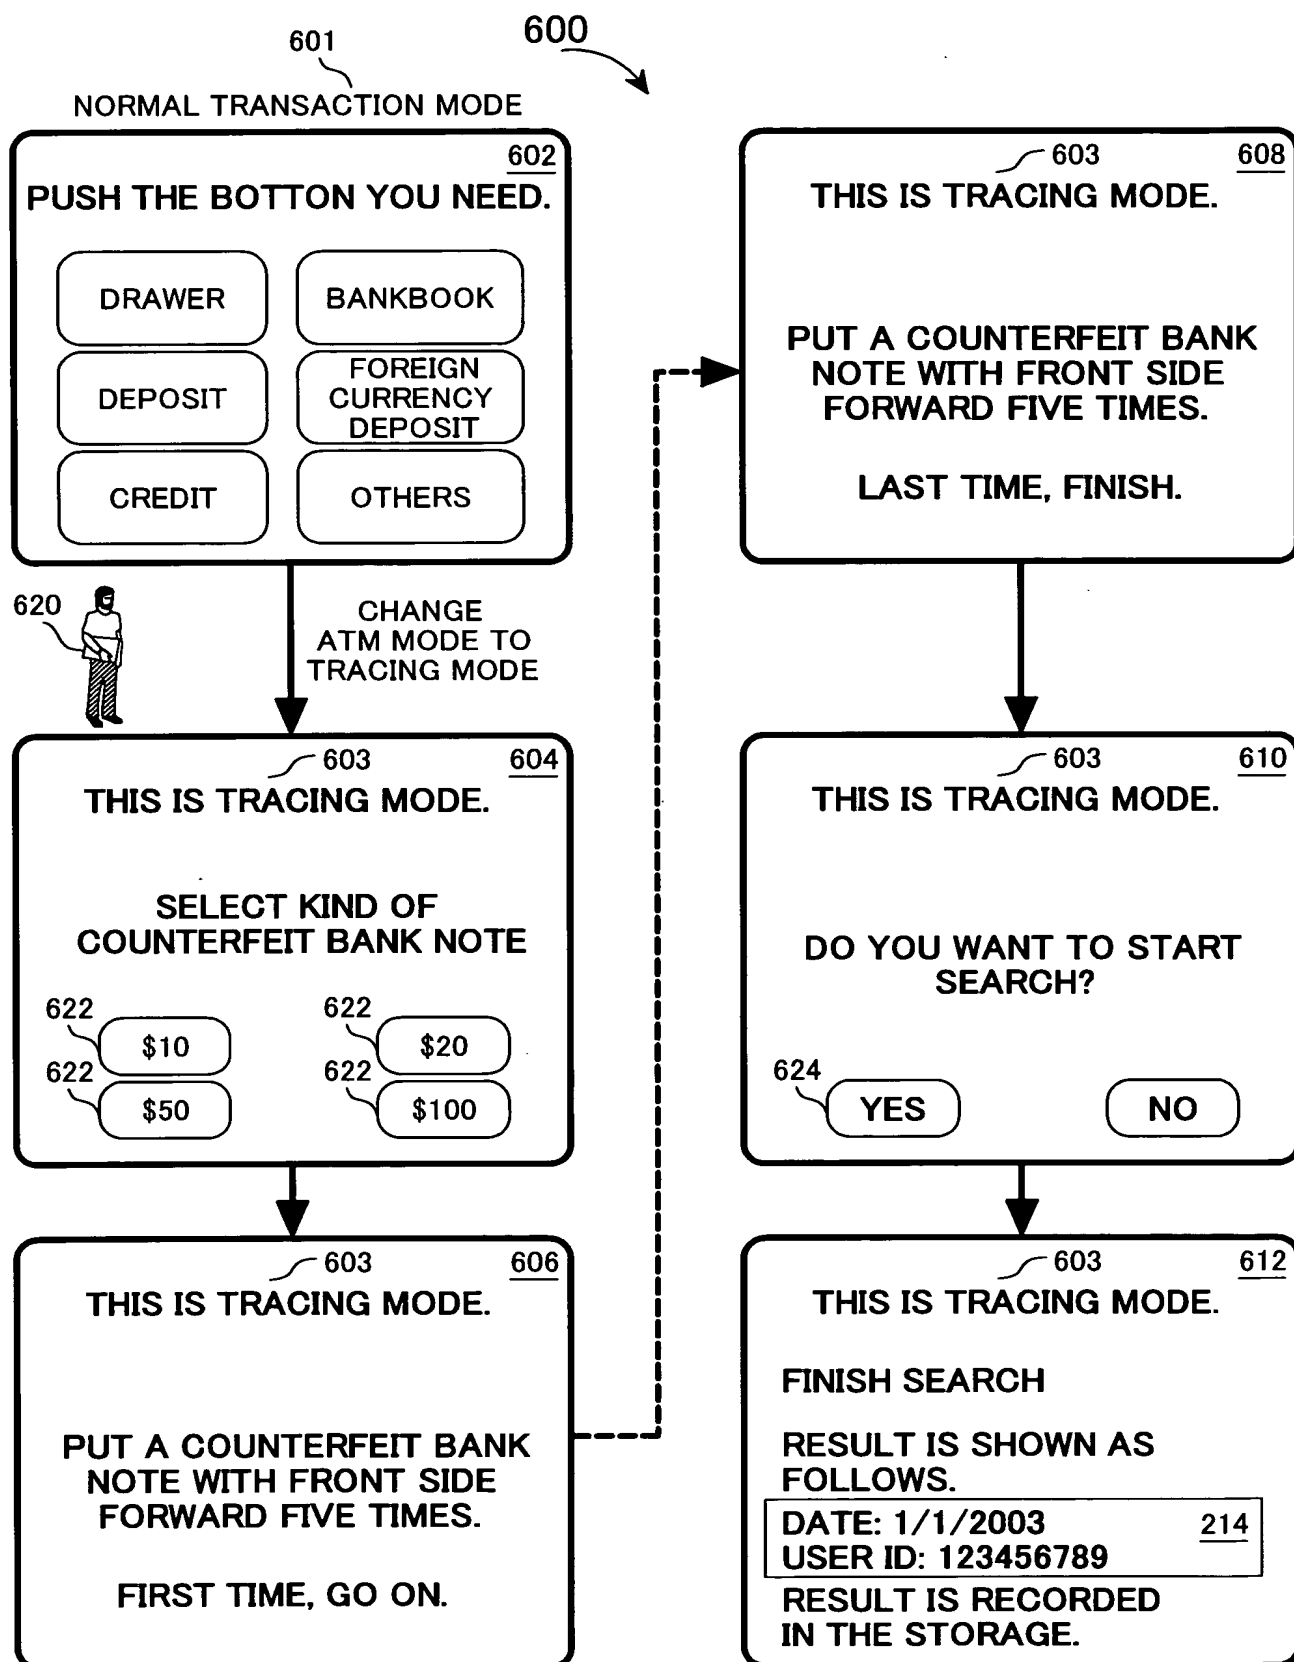 600
601
NORMAL TRANSACTION MODE
602
PUSH THE BOTTON YOU NEED.
DRAWER
BANKBOOK
DEPOSIT
FOREIGN
CURRENCY
DEPOSIT
CREDIT
OTHERS
620
CHANGE
ATM MODE TO
TRACING MODE
603
604
THIS IS TRACING MODE.
SELECT KIND OF
COUNTERFEIT BANK NOTE
622
$10
622
$20
622
$50
622
$100
603
606
THIS IS TRACING MODE.
PUT A COUNTERFEIT BANK
NOTE WITH FRONT SIDE
FORWARD FIVE TIMES.
FIRST TIME, GO ON.
603
608
THIS IS TRACING MODE.
PUT A COUNTERFEIT BANK
NOTE WITH FRONT SIDE
FORWARD FIVE TIMES.
LAST TIME, FINISH.
603
610
THIS IS TRACING MODE.
DO YOU WANT TO START
SEARCH?
624
YES
NO
603
612
THIS IS TRACING MODE.
FINISH SEARCH
RESULT IS SHOWN AS
FOLLOWS.
DATE: 1/1/2003
214
USER ID: 123456789
RESULT IS RECORDED
IN THE STORAGE.